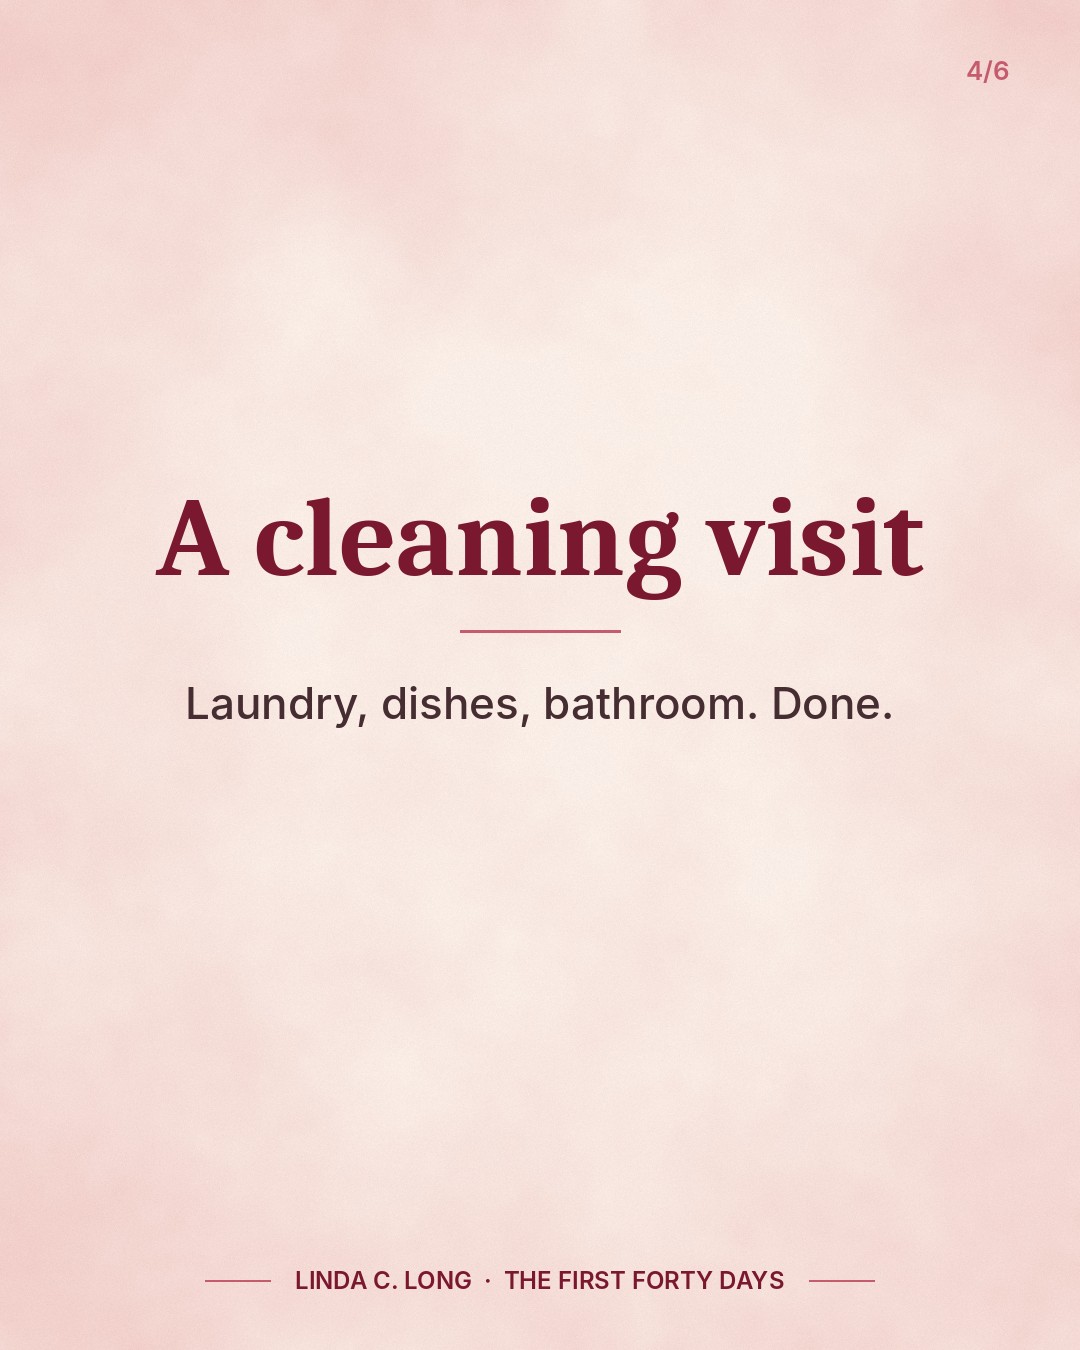 4/6
A cleaning visit
Laundry, dishes, bathroom. Done.
LINDA C. LONG · THE FIRST FORTY DAYS